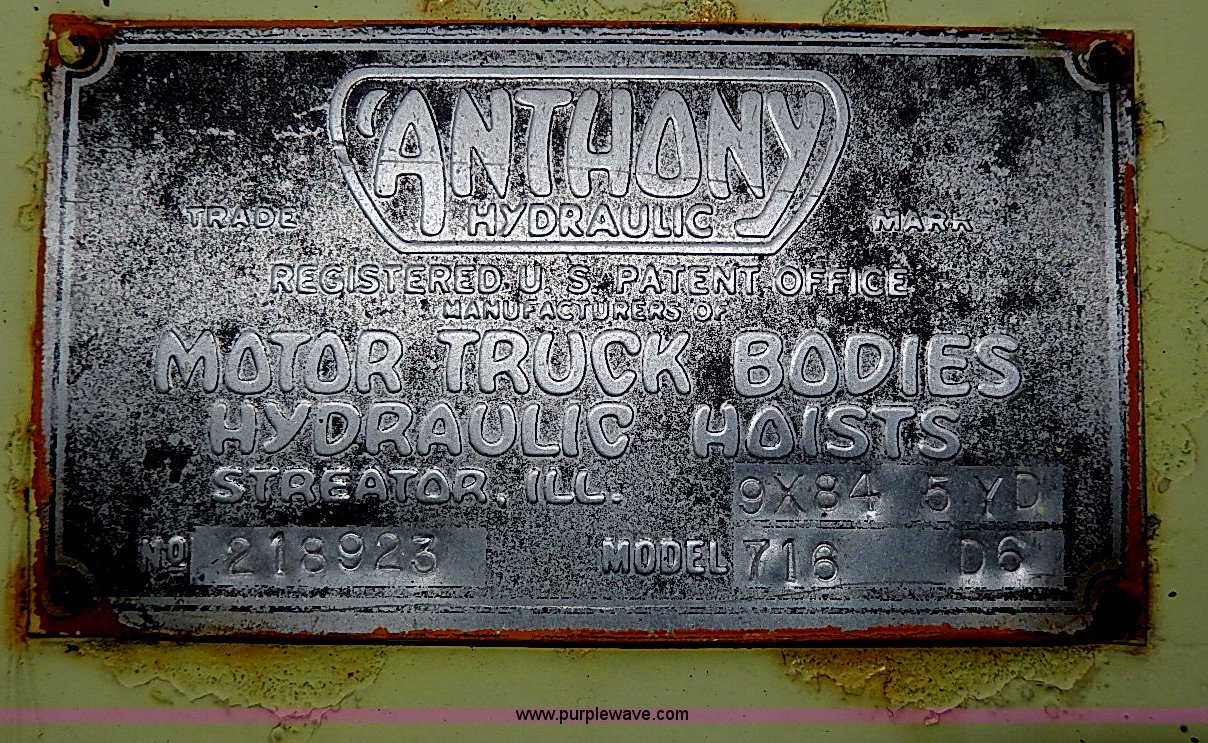 ANTHONY
HYDRAULIC
TRADE MARK
REGISTERED U. S. PATENT OFFICE
MANUFACTURERS OF
MOTOR TRUCK BODIES
HYDRAULIC HOISTS
STREATOR, ILL.
9X84 5 YD
NO 218923 MODEL 716 D6
www.purplewave.com